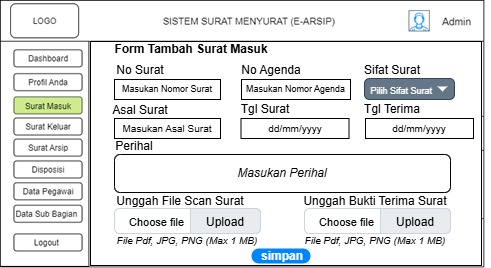 LOGO
SISTEM SURAT MENYURAT (E-ARSIP)
Admin
Dashboard
Profil Anda
Surat Masuk
Surat Keluar
Surat Arsip
Disposisi
Data Pegawai
Data Sub Bagian
Logout
Form Tambah Surat Masuk
No Surat
No Agenda
Sifat Surat
Masukan Nomor Surat
Masukan Nomor Agenda
Pilih Sifat Surat
Asal Surat
Tgl Surat
Tgl Terima
Masukan Asal Surat
dd/mm/yyyy
dd/mm/yyyy
Perihal
Masukan Perihal
Unggah File Scan Surat
Unggah Bukti Terima Surat
Choose file
Upload
Choose file
Upload
File Pdf, JPG, PNG (Max 1 MB)
File Pdf, JPG, PNG (Max 1 MB)
simpan